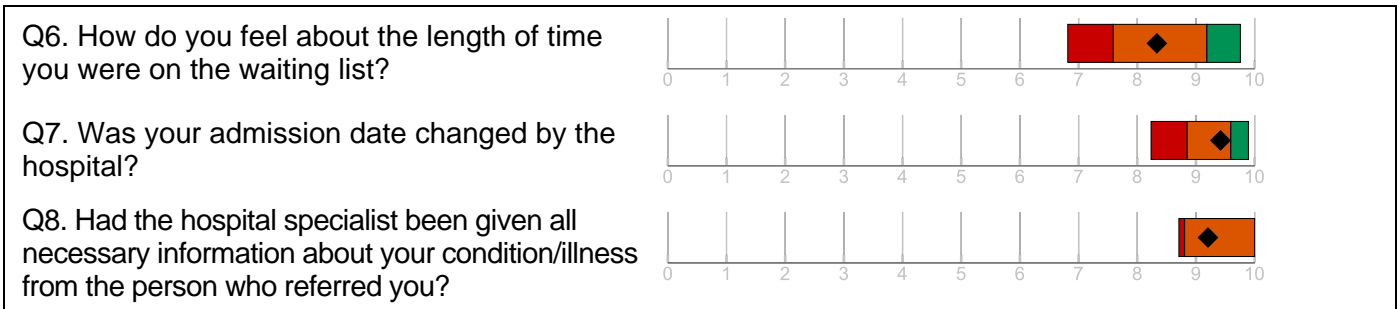 Q6. How do you feel about the length of time
you were on the waiting list?
0 1 2 3 4 5 6 7 8 9 10
Q7. Was your admission date changed by the
hospital?
0 1 2 3 4 5 6 7 8 9 10
Q8. Had the hospital specialist been given all
necessary information about your condition/illness
from the person who referred you?
0 1 2 3 4 5 6 7 8 9 10